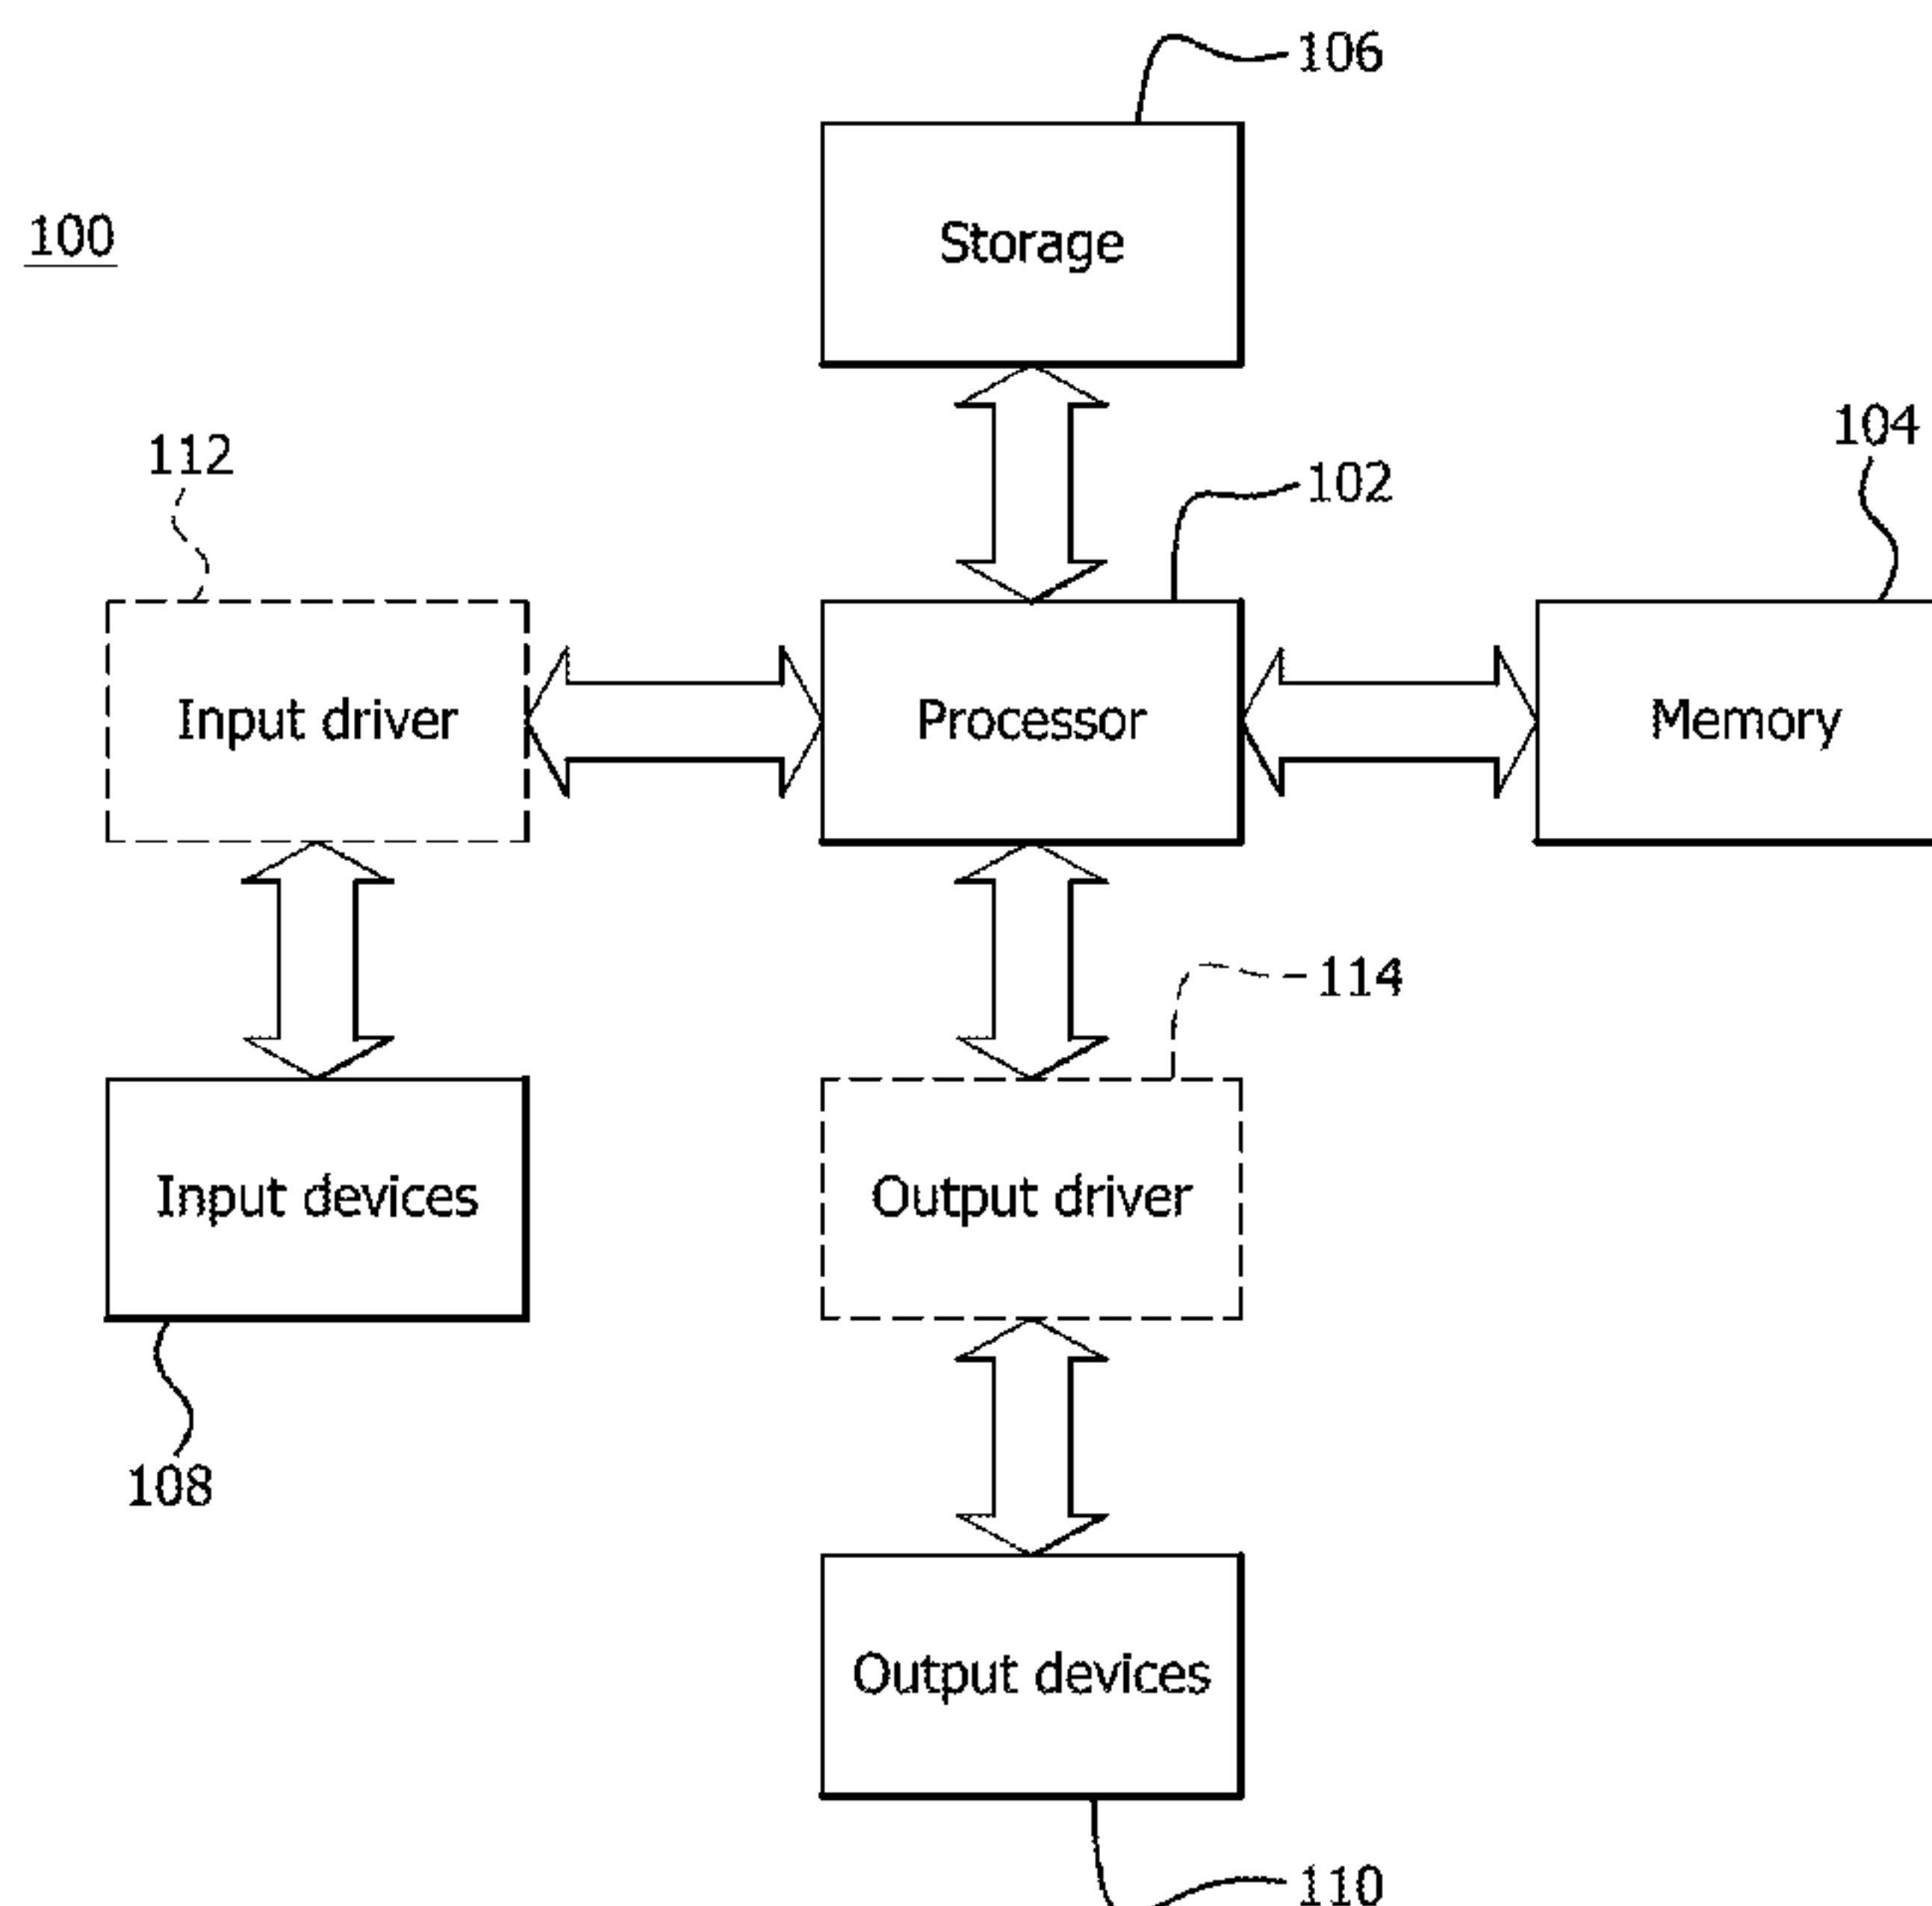 106
100
Storage
104
112
102
Input driver
Processor
Memory
114
Input devices
Output driver
108
Output devices
110